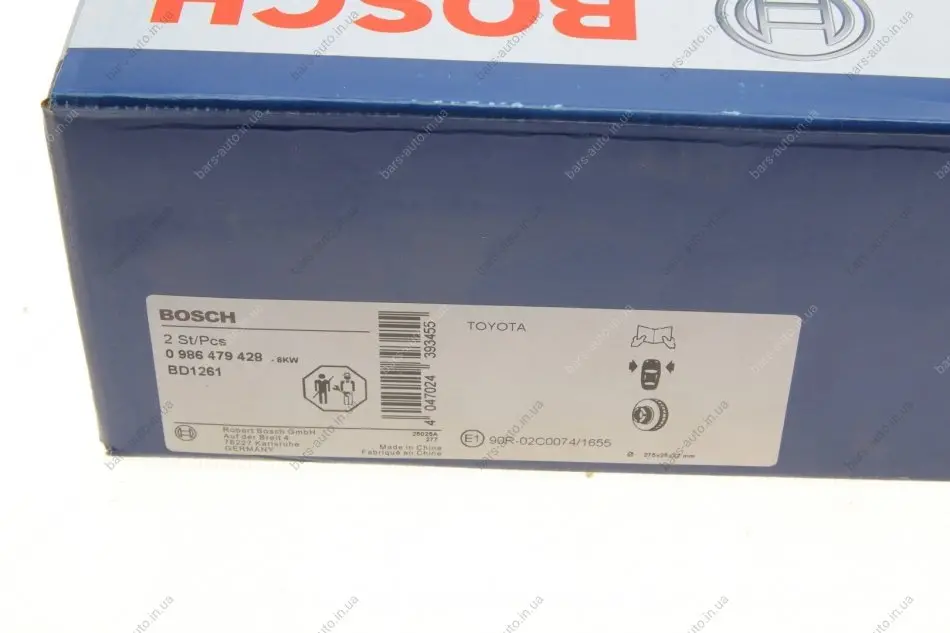 BOSCH
BOSCH
2 St/Pcs
0 986 479 428 - 8KW
BD1261
4 047024 393455
TOYOTA
Robert Bosch GmbH
Auf der Breit 4
76227 Karlsruhe
GERMANY
277
Made in China
Fabriqué en Chine
E1 90R-02C0074/1655
bars-auto.in.ua